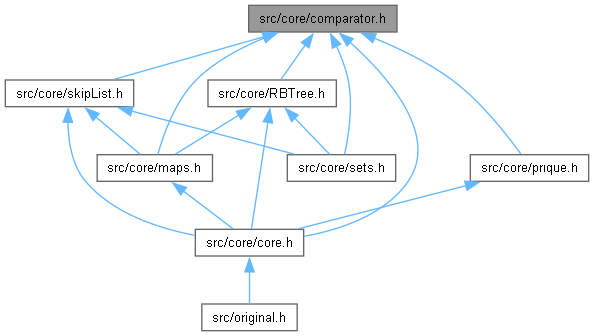 src/core/comparator.h
src/core/skipList.h
src/core/RBTree.h
src/core/maps.h
src/core/sets.h
src/core/prique.h
src/core/core.h
src/original.h